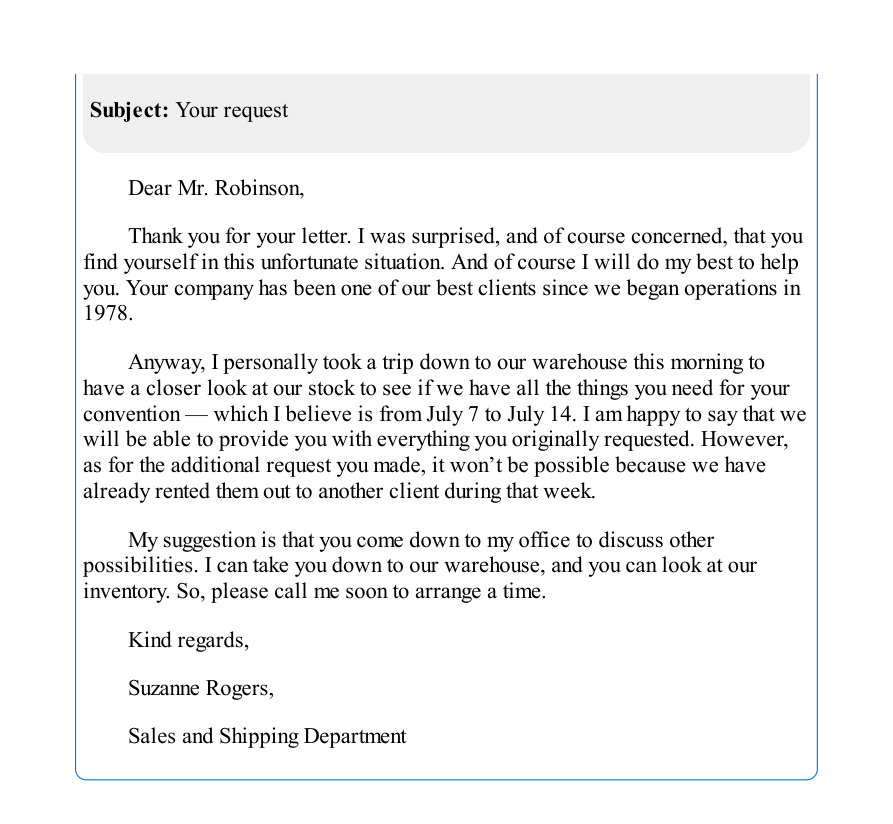 Subject: Your request
Dear Mr. Robinson,
Thank you for your letter. I was surprised, and of course concerned, that you
find yourself in this unfortunate situation. And of course I will do my best to help
you. Your company has been one of our best clients since we began operations in
1978.
Anyway, I personally took a trip down to our warehouse this morning to
have a closer look at our stock to see if we have all the things you need for your
convention — which I believe is from July 7 to July 14. I am happy to say that we
will be able to provide you with everything you originally requested. However,
as for the additional request you made, it won’t be possible because we have
already rented them out to another client during that week.
My suggestion is that you come down to my office to discuss other
possibilities. I can take you down to our warehouse, and you can look at our
inventory. So, please call me soon to arrange a time.
Kind regards,
Suzanne Rogers,
Sales and Shipping Department